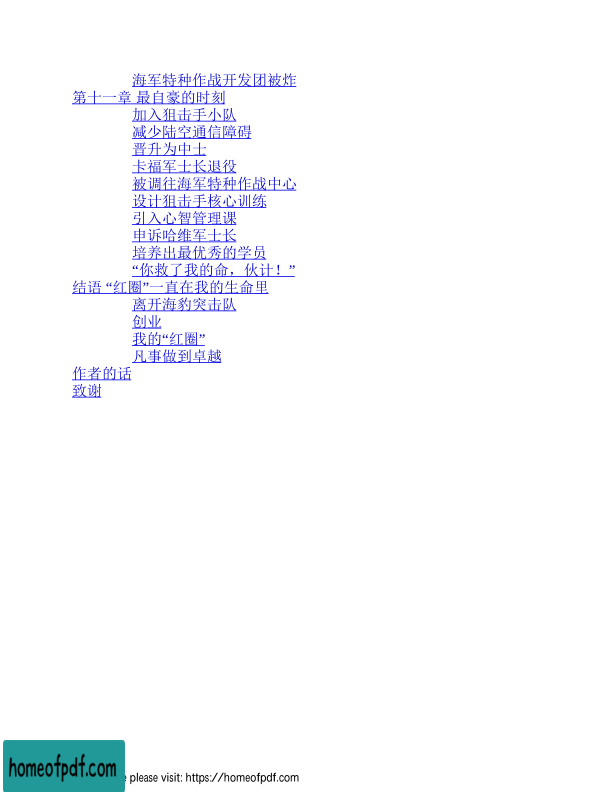 海军特种作战开发团被炸
第十一章 最自豪的时刻
加入狙击手小队
减少陆空通信障碍
晋升为中士
卡福军士长退役
被调往海军特种作战中心
设计狙击手核心训练
引入心智管理课
申诉哈维军士长
培养出最优秀的学员
“你救了我的命，伙计！”
结语 “红圈”一直在我的生命里
离开海豹突击队
创业
我的“红圈”
凡事做到卓越
作者的话
致谢
homeofpdf.com
please visit: https://homeofpdf.com